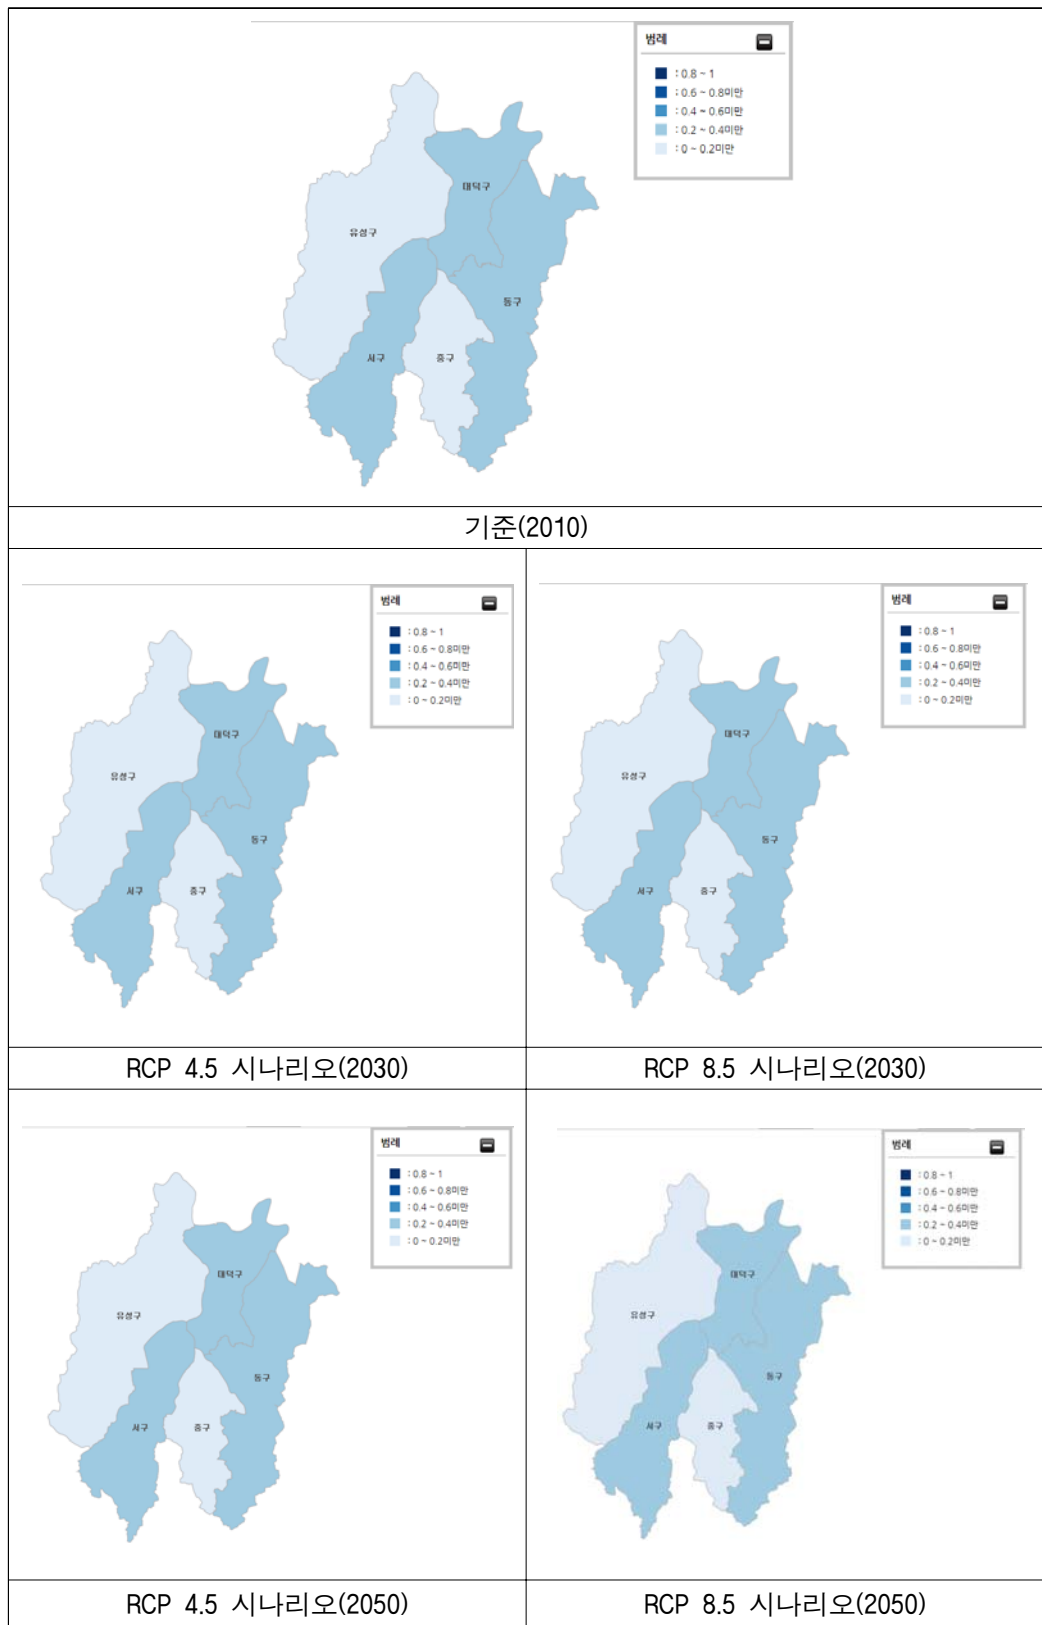 범례
: 0.8 ~ 1
: 0.6 ~ 0.8미만
: 0.4 ~ 0.6미만
: 0.2 ~ 0.4미만
: 0 ~ 0.2미만
대덕구
유성구
동구
서구
중구
기준(2010)
범례
: 0.8 ~ 1
: 0.6 ~ 0.8미만
: 0.4 ~ 0.6미만
: 0.2 ~ 0.4미만
: 0 ~ 0.2미만
대덕구
유성구
동구
서구
중구
RCP 4.5 시나리오(2030)
범례
: 0.8 ~ 1
: 0.6 ~ 0.8미만
: 0.4 ~ 0.6미만
: 0.2 ~ 0.4미만
: 0 ~ 0.2미만
대덕구
유성구
동구
서구
중구
RCP 8.5 시나리오(2030)
범례
: 0.8 ~ 1
: 0.6 ~ 0.8미만
: 0.4 ~ 0.6미만
: 0.2 ~ 0.4미만
: 0 ~ 0.2미만
대덕구
유성구
동구
서구
중구
RCP 4.5 시나리오(2050)
범례
: 0.8 ~ 1
: 0.6 ~ 0.8미만
: 0.4 ~ 0.6미만
: 0.2 ~ 0.4미만
: 0 ~ 0.2미만
대덕구
유성구
동구
서구
중구
RCP 8.5 시나리오(2050)